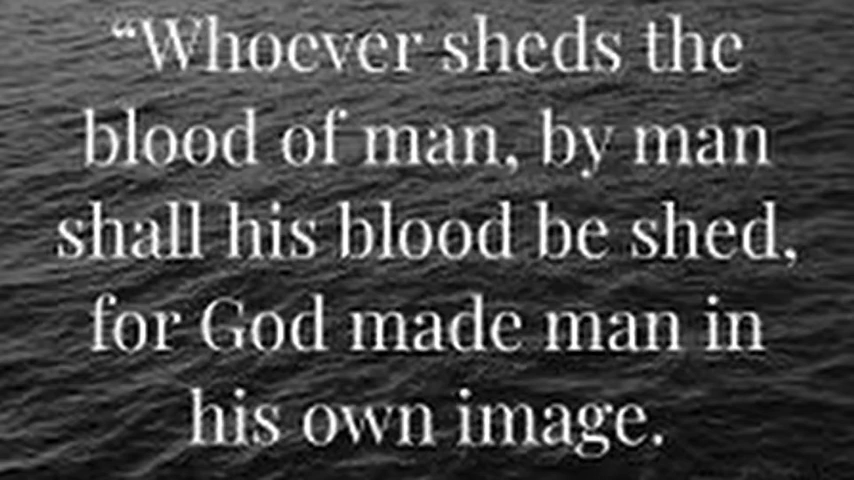 “Whoever sheds the
blood of man, by man
shall his blood be shed,
for God made man in
his own image.